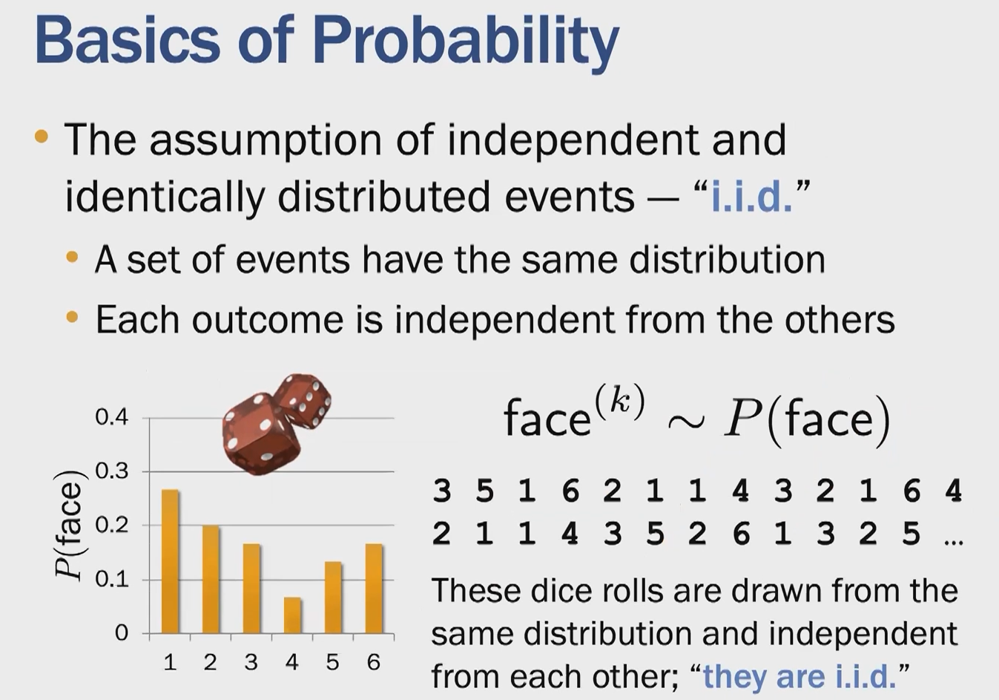 Basics of Probability
• The assumption of independent and
identically distributed events — “i.i.d.”
• A set of events have the same distribution
• Each outcome is independent from the others
P(face)
0.4
0.3
0.2
0.1
0
1 2 3 4 5 6
face^(k) ~ P(face)
3 5 1 6 2 1 1 4 3 2 1 6 4
2 1 1 4 3 5 2 6 1 3 2 5 ...
These dice rolls are drawn from the
same distribution and independent
from each other; “they are i.i.d.”